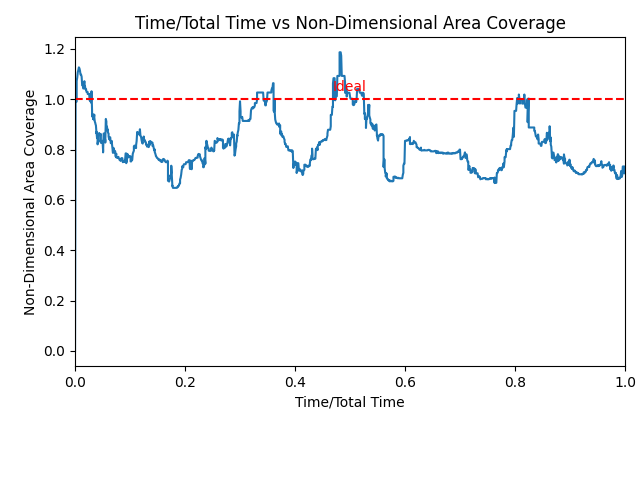 Time/Total Time vs Non-Dimensional Area Coverage
Non-Dimensional Area Coverage
1.2
1.0
0.8
0.6
0.4
0.2
0.0
Ideal
0.0 0.2 0.4 0.6 0.8 1.0
Time/Total Time